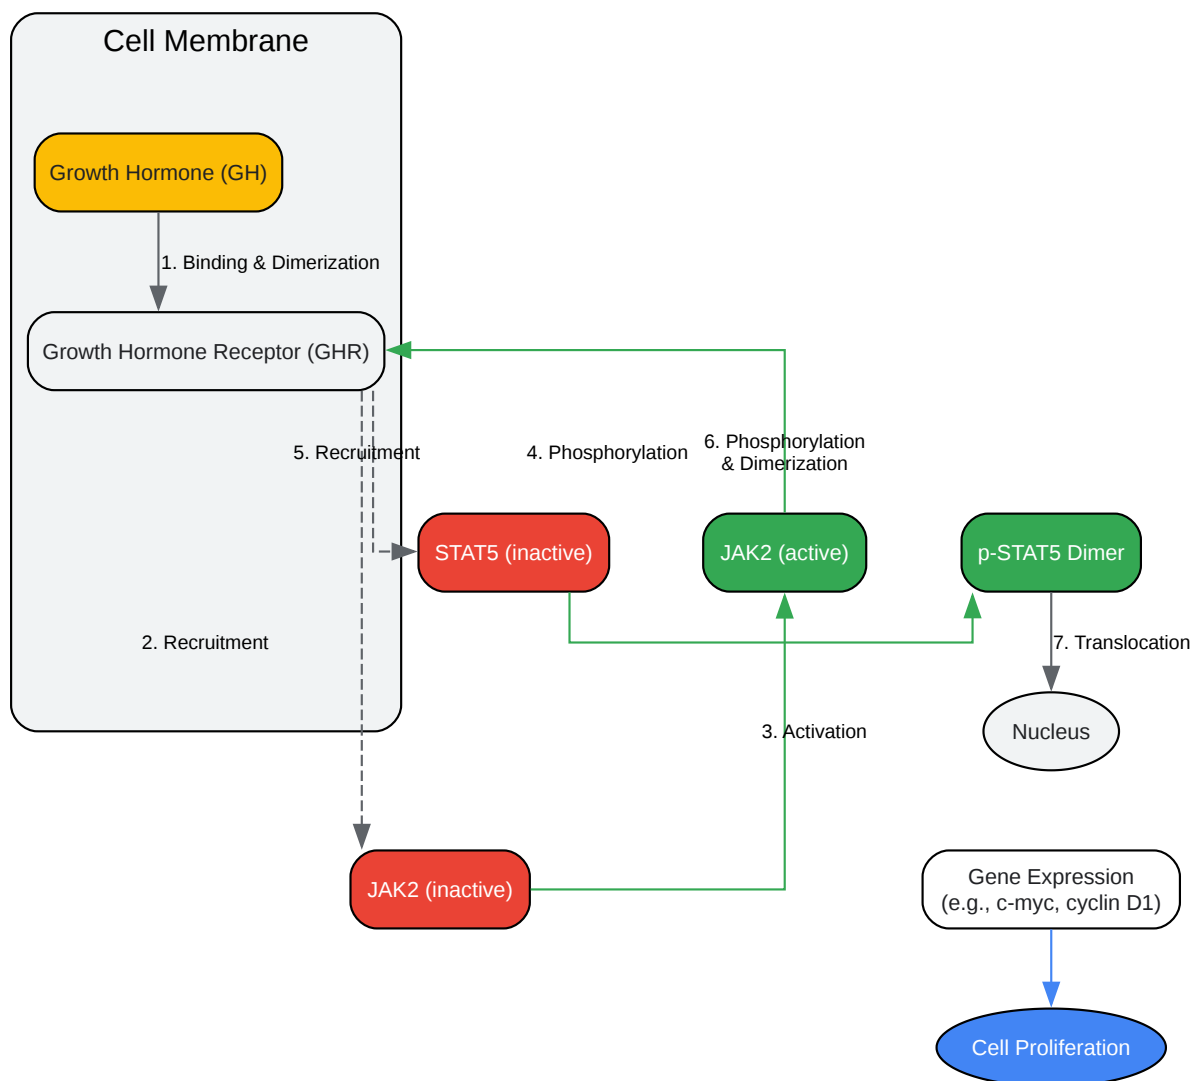 Cell Membrane
Growth Hormone (GH)
1. Binding & Dimerization
Growth Hormone Receptor (GHR)
5. Recruitment
4. Phosphorylation
6. Phosphorylation
& Dimerization
STAT5 (inactive)
JAK2 (active)
p-STAT5 Dimer
2. Recruitment
7. Translocation
3. Activation
Nucleus
JAK2 (inactive)
Gene Expression
(e.g., c-myc, cyclin D1)
Cell Proliferation